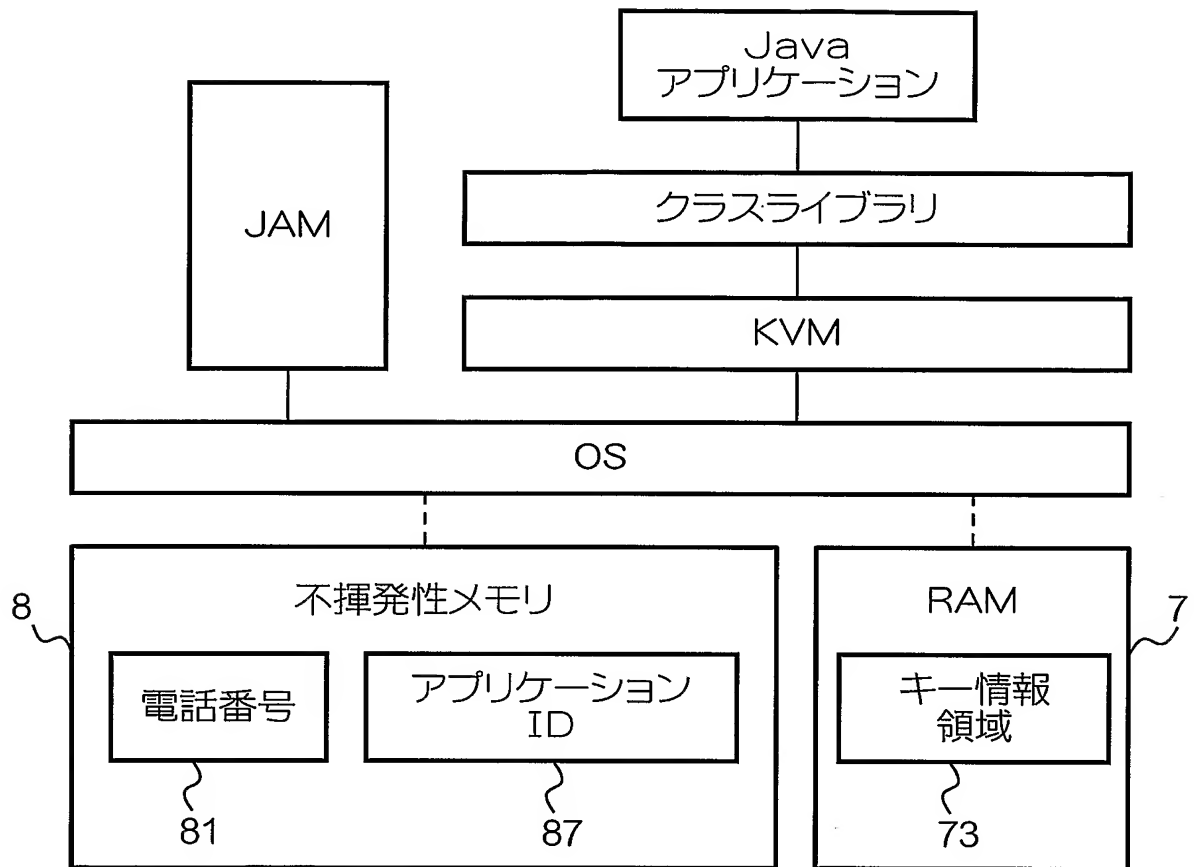 Java
アプリケーション
JAM
クラスライブラリ
KVM
OS
不揮発性メモリ
RAM
8
7
電話番号
アプリケーション
ID
キー情報
領域
81
87
73